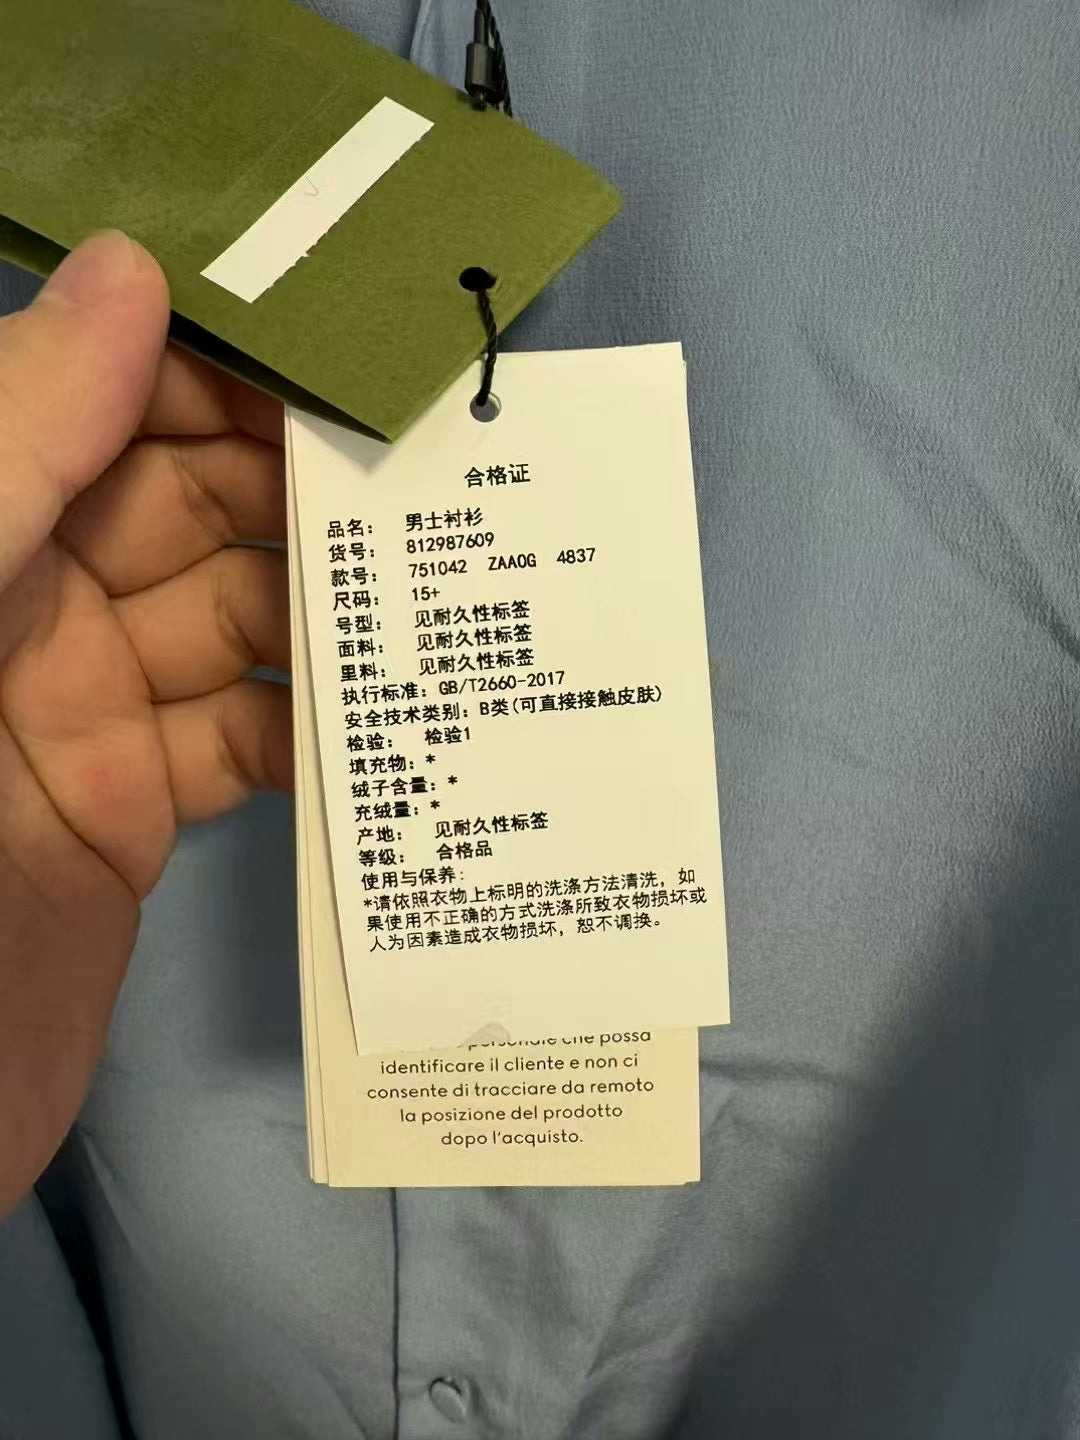 合格证
品名： 男士衬衫
货号： 812987609
款号： 751042 ZAAOG 4837
尺码： 15+
号型： 见耐久性标签
面料： 见耐久性标签
里料： 见耐久性标签
执行标准：GB/T2660-2017
安全技术类别：B类(可直接接触皮肤)
检验： 检验1
填充物：*
绒子含量：*
充绒量：*
产地： 见耐久性标签
等级： 合格品
使用与保养：
*请依照衣物上标明的洗涤方法清洗，如
果使用不正确的方式洗涤所致衣物损坏或
人为因素造成衣物损坏，恕不调换。
personale che possa
identificare il cliente e non ci
consente di tracciare da remoto
la posizione del prodotto
dopo l'acquisto.